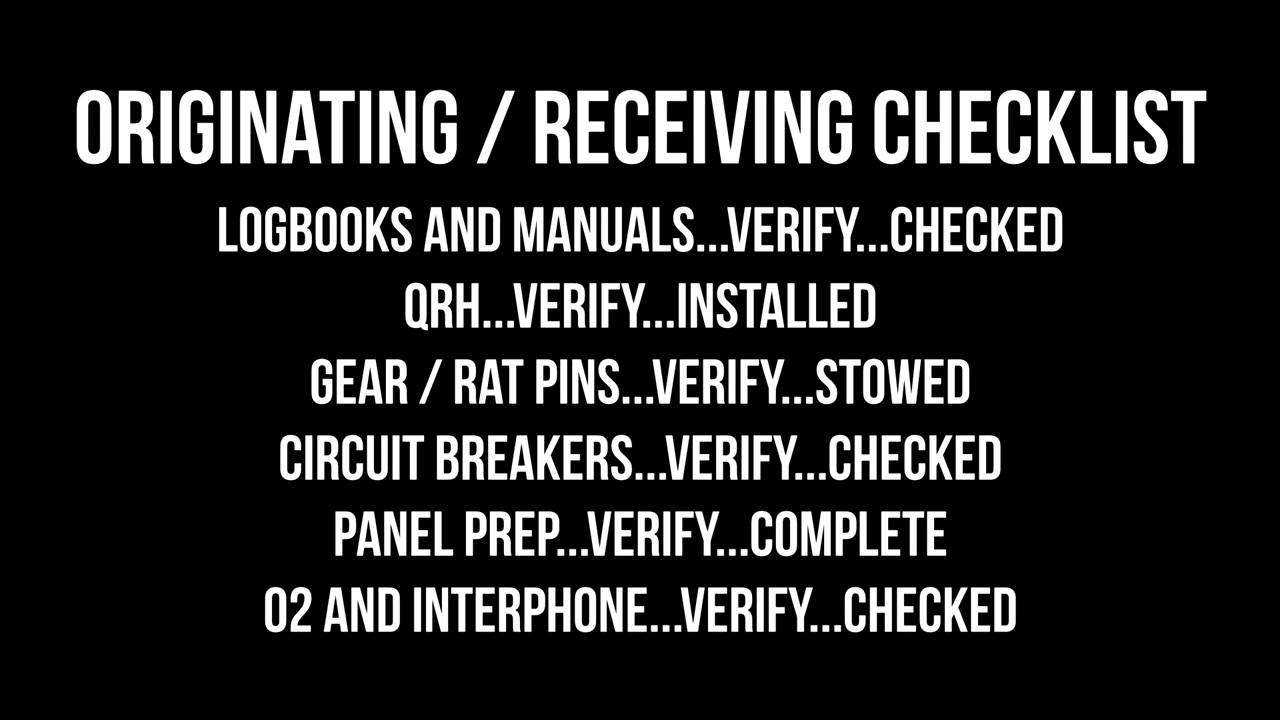 ORIGINATING / RECEIVING CHECKLIST
LOGBOOKS AND MANUALS...VERIFY...CHECKED
QRH...VERIFY...INSTALLED
GEAR / RAT PINS...VERIFY...STOWED
CIRCUIT BREAKERS...VERIFY...CHECKED
PANEL PREP...VERIFY...COMPLETE
O2 AND INTERPHONE...VERIFY...CHECKED